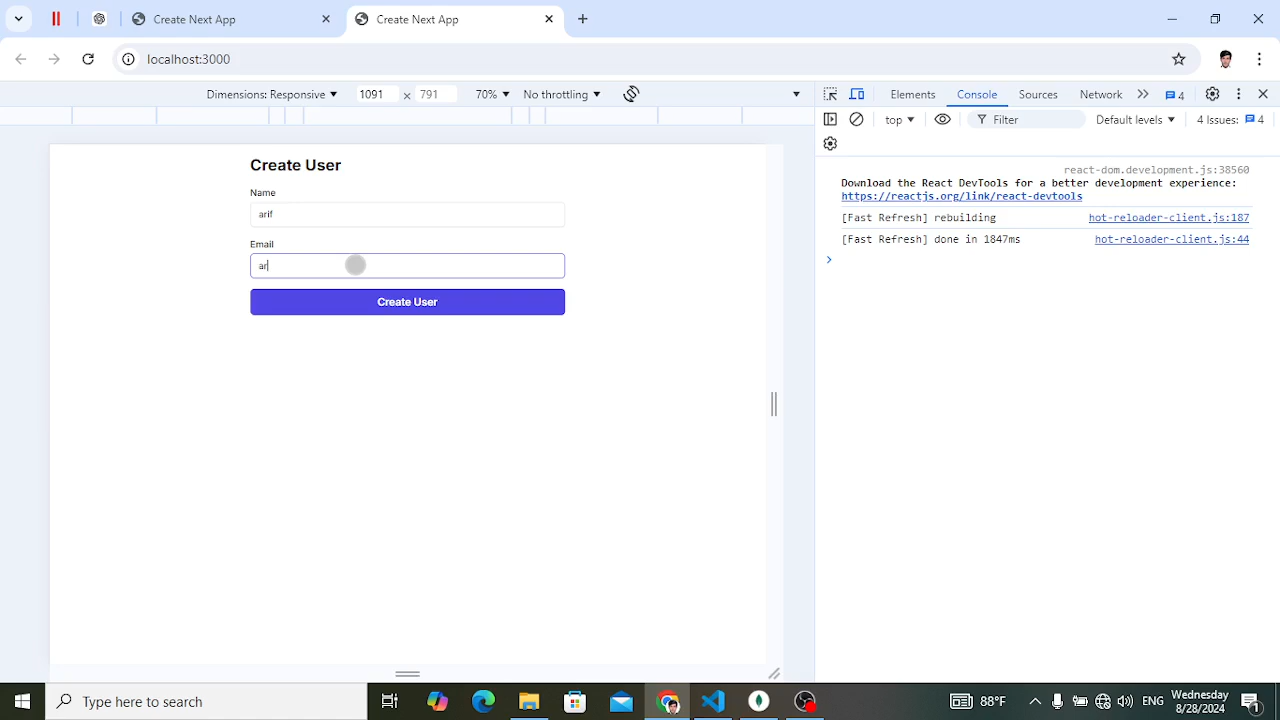 Create Next App
Create Next App
localhost:3000
Dimensions: Responsive 1091 × 791 70% No throttling
Elements Console Sources Network 4
top Filter Default levels 4 Issues: 4
Create User
Name
arif
Email
ar
Create User
react-dom.development.js:38560
Download the React DevTools for a better development experience:
https://reactjs.org/link/react-devtools
[Fast Refresh] rebuilding hot-reloader-client.js:187
[Fast Refresh] done in 1847ms hot-reloader-client.js:44
Type here to search
88°F ENG Wednesday
8/28/2024
1